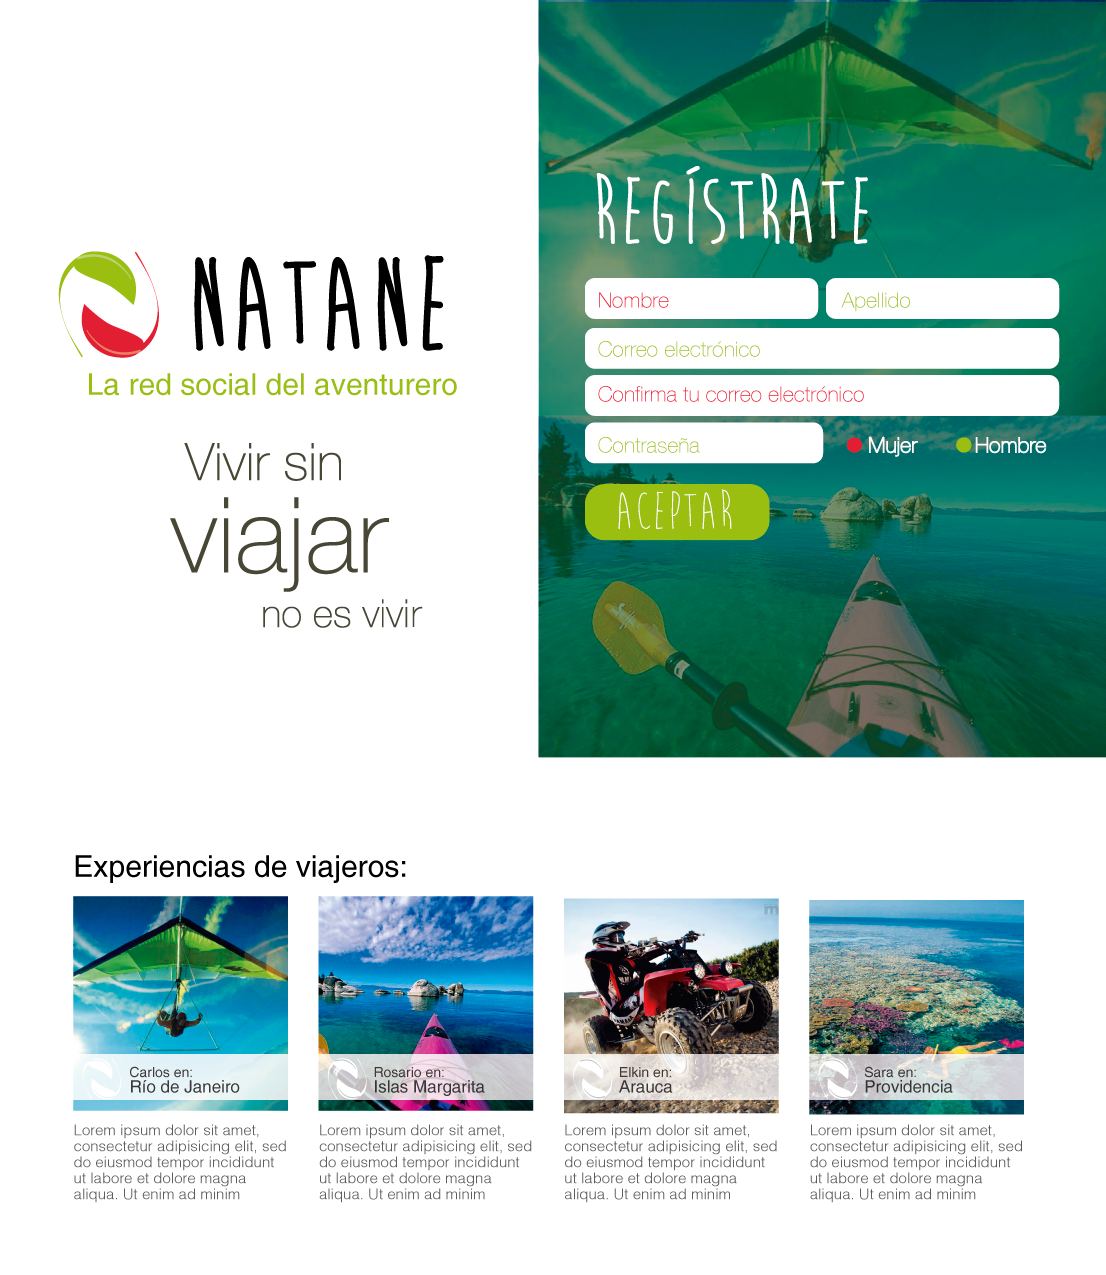 NATANE
La red social del aventurero
Vivir sin
viajar
no es vivir
REGÍSTRATE
Nombre
Apellido
Correo electrónico
Confirma tu correo electrónico
Contraseña
Mujer
Hombre
ACEPTAR
Experiencias de viajeros:
Carlos en:
Río de Janeiro
Lorem ipsum dolor sit amet,
consectetur adipisicing elit, sed
do eiusmod tempor incididunt
ut labore et dolore magna
aliqua. Ut enim ad minim
Rosario en:
Islas Margarita
Lorem ipsum dolor sit amet,
consectetur adipisicing elit, sed
do eiusmod tempor incididunt
ut labore et dolore magna
aliqua. Ut enim ad minim
Elkin en:
Arauca
Lorem ipsum dolor sit amet,
consectetur adipisicing elit, sed
do eiusmod tempor incididunt
ut labore et dolore magna
aliqua. Ut enim ad minim
Sara en:
Providencia
Lorem ipsum dolor sit amet,
consectetur adipisicing elit, sed
do eiusmod tempor incididunt
ut labore et dolore magna
aliqua. Ut enim ad minim